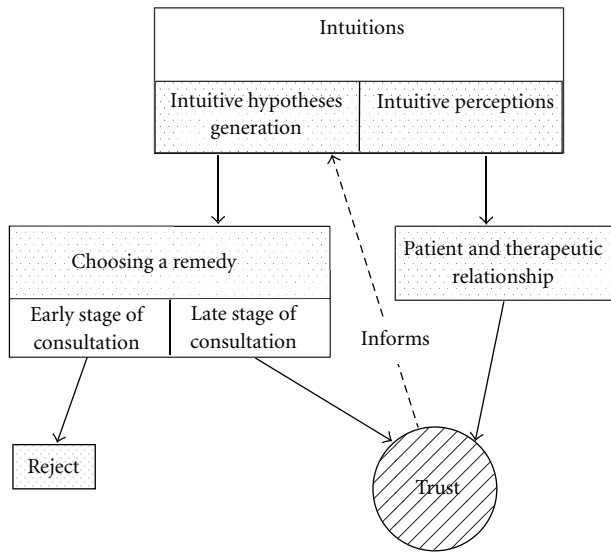 Intuitions
Intuitive hypotheses
generation
Intuitive perceptions
Choosing a remedy
Patient and therapeutic
relationship
Early stage of
consultation
Late stage of
consultation
Informs
Reject
Trust